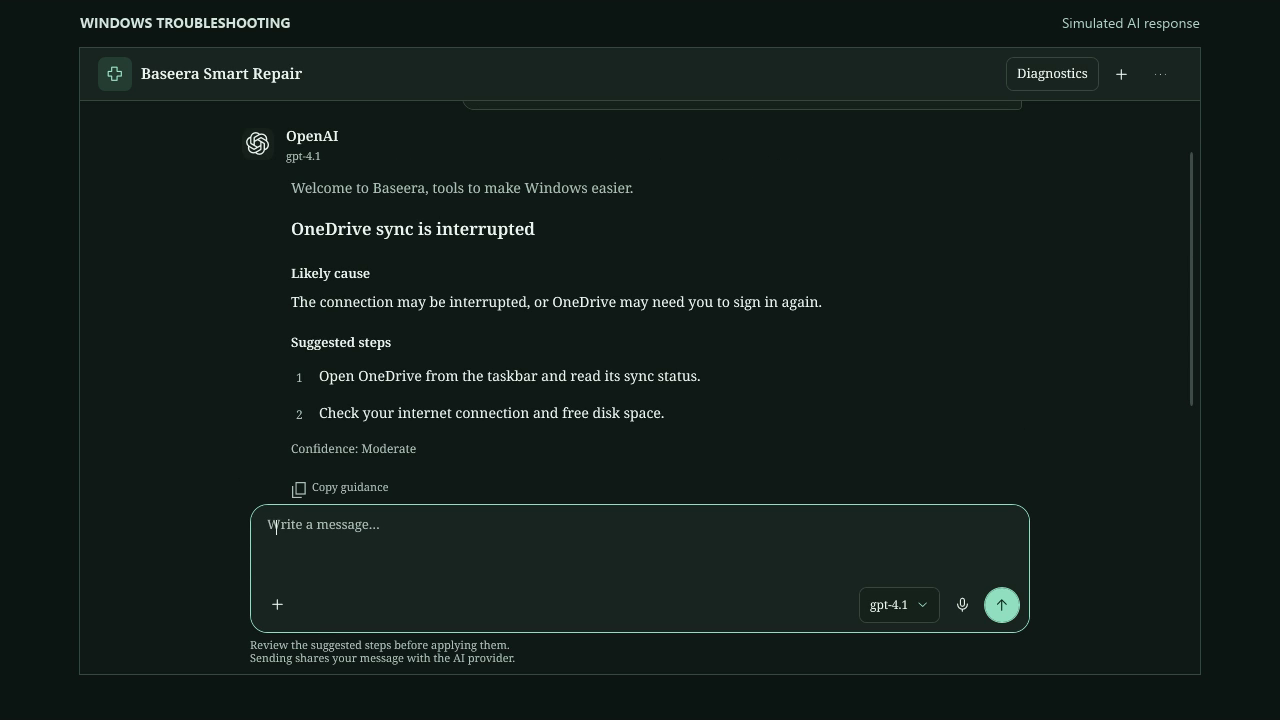 WINDOWS TROUBLESHOOTING
Simulated AI response
Baseera Smart Repair
Diagnostics
OpenAI
gpt-4.1
Welcome to Baseera, tools to make Windows easier.
OneDrive sync is interrupted
Likely cause
The connection may be interrupted, or OneDrive may need you to sign in again.
Suggested steps
1 Open OneDrive from the taskbar and read its sync status.
2 Check your internet connection and free disk space.
Confidence: Moderate
Copy guidance
Write a message...
gpt-4.1
Review the suggested steps before applying them.
Sending shares your message with the AI provider.